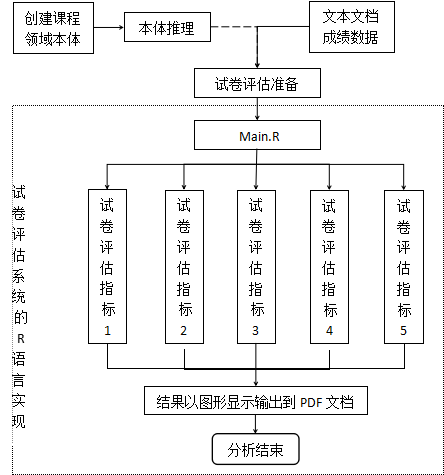 创建课程
领域本体
本体推理
文本文档
成绩数据
试卷评估准备
Main.R
试卷评估系统的R语言实现
试卷评估指标1
试卷评估指标2
试卷评估指标3
试卷评估指标4
试卷评估指标5
结果以图形显示输出到 PDF 文档
分析结束